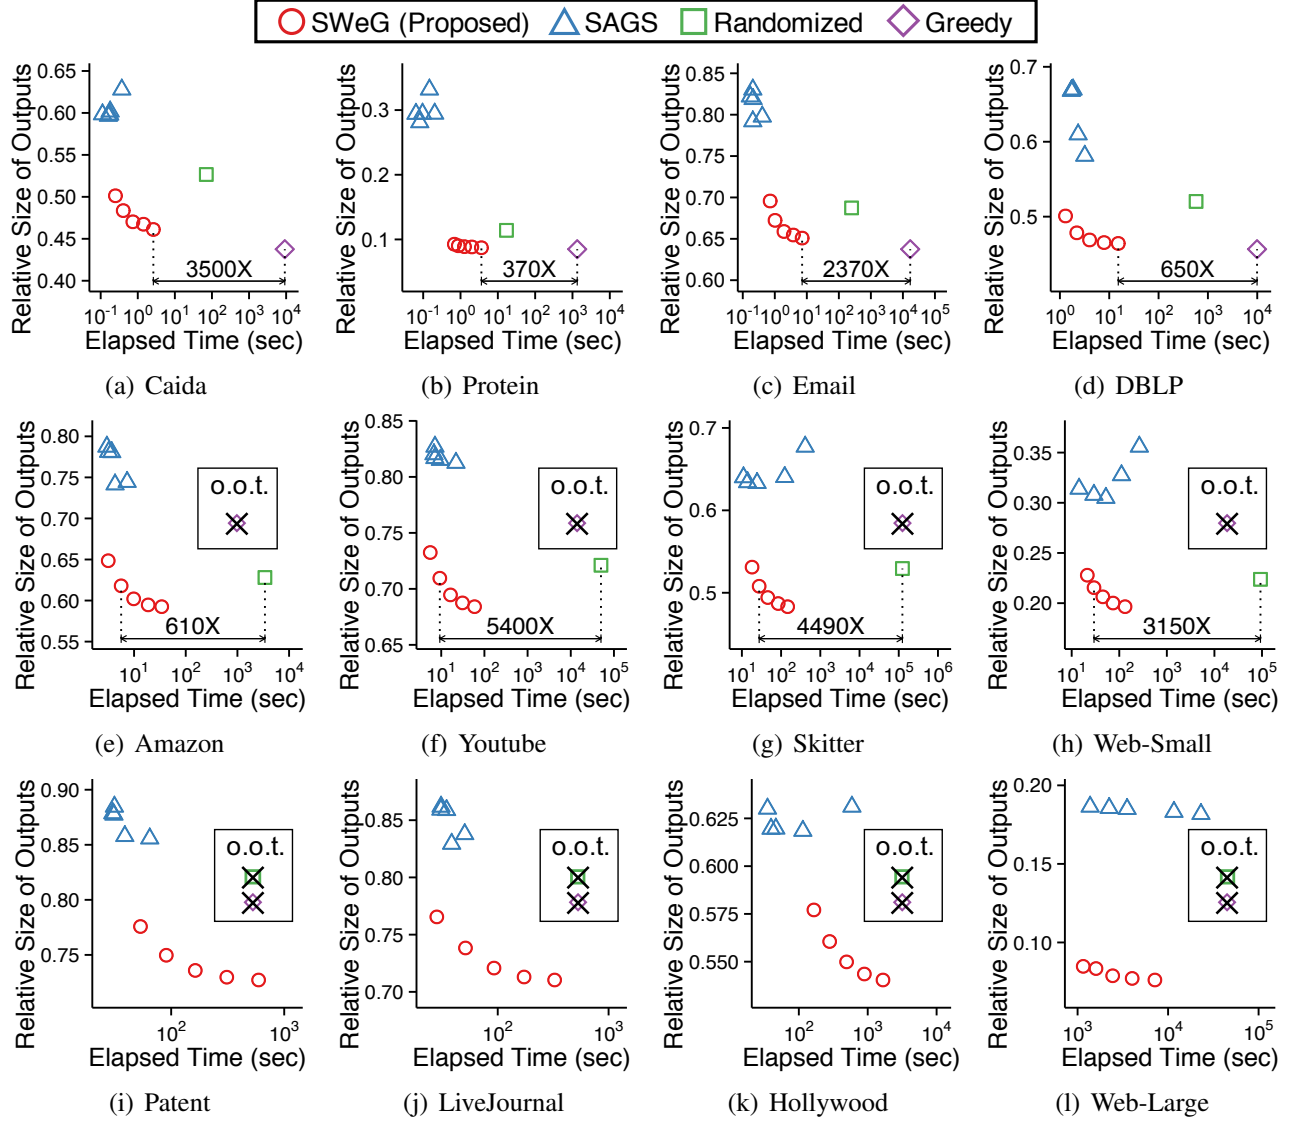 SWeG (Proposed) SAGS Randomized Greedy
Relative Size of Outputs
0.65
0.60
0.55
0.50
0.45
0.40
3500X
10⁻¹ 10⁰ 10¹ 10² 10³ 10⁴
Elapsed Time (sec)
(a) Caida
Relative Size of Outputs
0.3
0.2
0.1
370X
10⁻¹ 10⁰ 10¹ 10² 10³ 10⁴
Elapsed Time (sec)
(b) Protein
Relative Size of Outputs
0.85
0.80
0.75
0.70
0.65
0.60
2370X
10⁻¹ 10⁰ 10¹ 10² 10³ 10⁴ 10⁵
Elapsed Time (sec)
(c) Email
Relative Size of Outputs
0.7
0.6
0.5
650X
10⁰ 10¹ 10² 10³ 10⁴
Elapsed Time (sec)
(d) DBLP
Relative Size of Outputs
0.80
0.75
0.70
0.65
0.60
0.55
o.o.t.
610X
10¹ 10² 10³ 10⁴
Elapsed Time (sec)
(e) Amazon
Relative Size of Outputs
0.85
0.80
0.75
0.70
0.65
o.o.t.
5400X
10¹ 10² 10³ 10⁴ 10⁵
Elapsed Time (sec)
(f) Youtube
Relative Size of Outputs
0.7
0.6
0.5
o.o.t.
4490X
10¹ 10² 10³ 10⁴ 10⁵ 10⁶
Elapsed Time (sec)
(g) Skitter
Relative Size of Outputs
0.35
0.30
0.25
0.20
o.o.t.
3150X
10¹ 10² 10³ 10⁴ 10⁵
Elapsed Time (sec)
(h) Web-Small
Relative Size of Outputs
0.90
0.85
0.80
0.75
o.o.t.
10² 10³
Elapsed Time (sec)
(i) Patent
Relative Size of Outputs
0.85
0.80
0.75
0.70
o.o.t.
10² 10³
Elapsed Time (sec)
(j) LiveJournal
Relative Size of Outputs
0.625
0.600
0.575
0.550
o.o.t.
10² 10³ 10⁴
Elapsed Time (sec)
(k) Hollywood
Relative Size of Outputs
0.20
0.15
0.10
o.o.t.
10³ 10⁴ 10⁵
Elapsed Time (sec)
(l) Web-Large